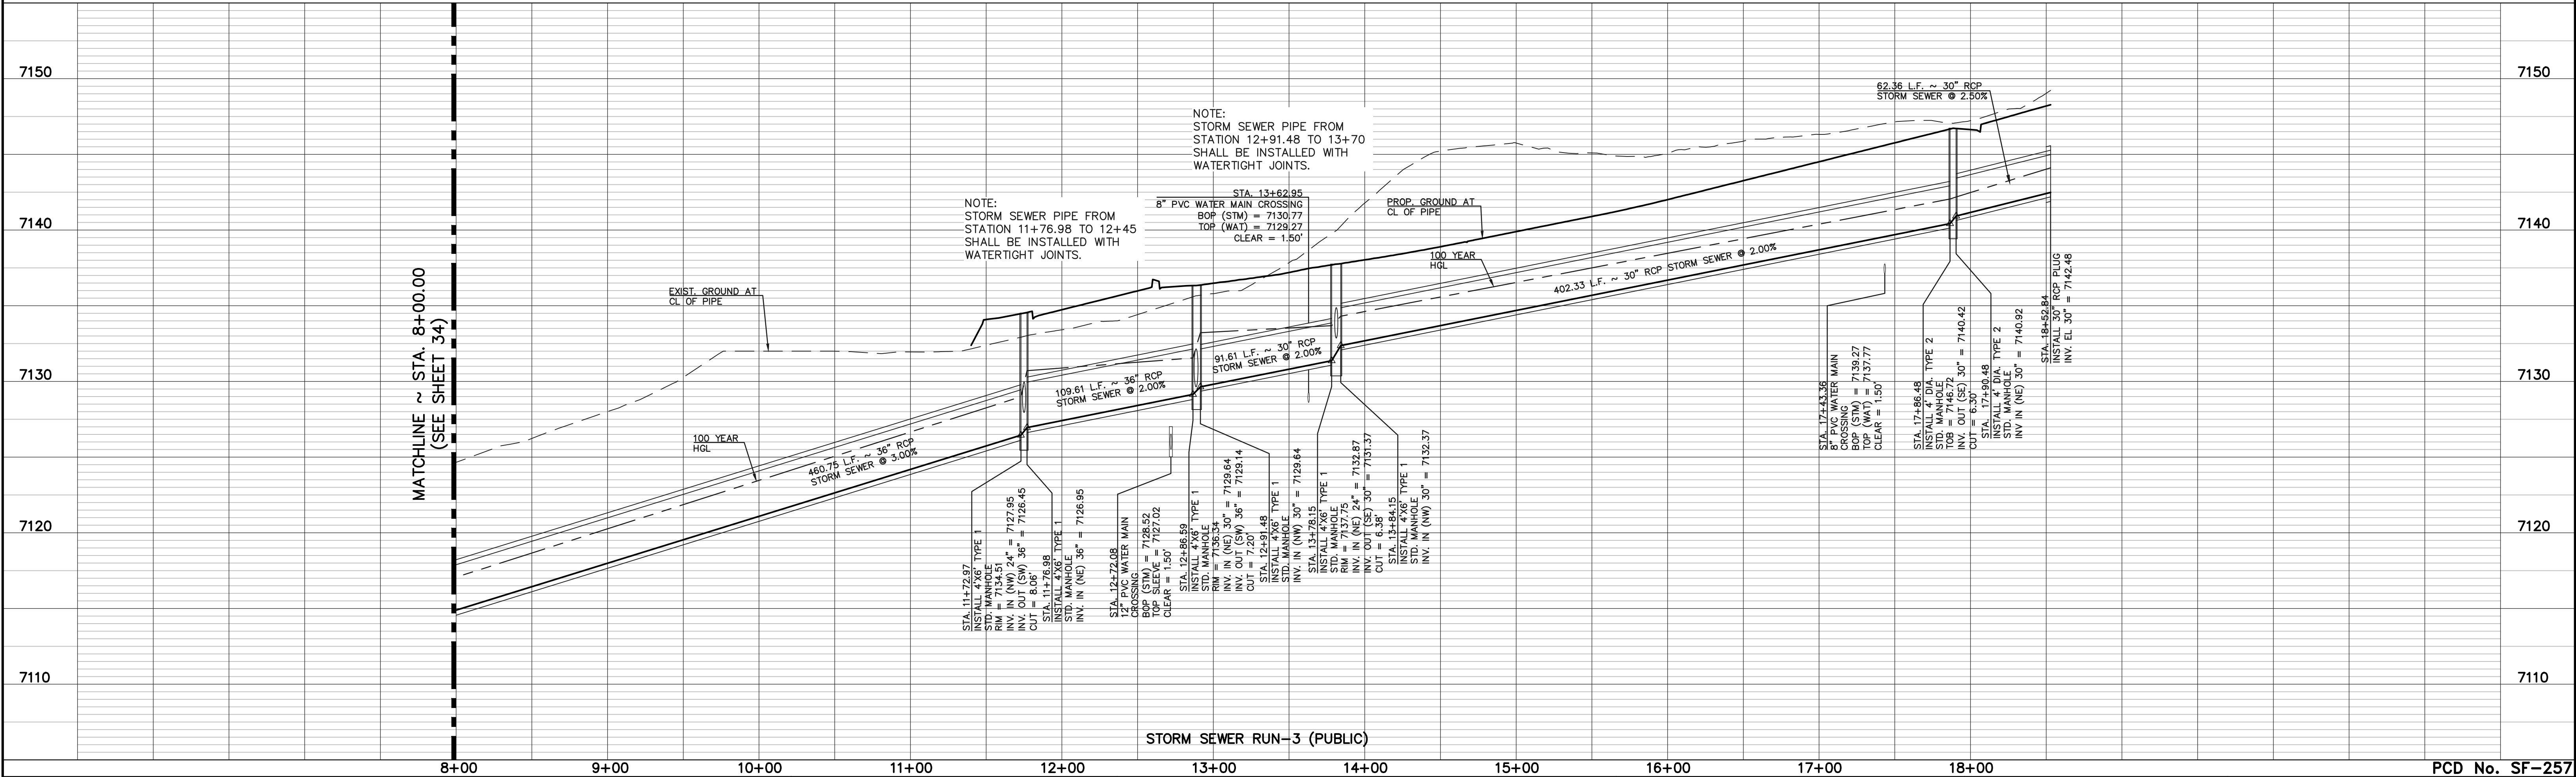 7150
7140
7130
7120
7110
7150
7140
7130
7120
7110
MATCHLINE ~ STA. 8+00.00
(SEE SHEET 34)
EXIST. GROUND AT
CL OF PIPE
100 YEAR
HGL
460.75 L.F. ~ 36" RCP
STORM SEWER @ 3.00%
NOTE:
STORM SEWER PIPE FROM
STATION 11+76.98 TO 12+45
SHALL BE INSTALLED WITH
WATERTIGHT JOINTS.
NOTE:
STORM SEWER PIPE FROM
STATION 12+91.48 TO 13+70
SHALL BE INSTALLED WITH
WATERTIGHT JOINTS.
STA. 13+62.95
8" PVC WATER MAIN CROSSING
BOP (STM) = 7130.77
TOP (WAT) = 7129.27
CLEAR = 1.50'
PROP. GROUND AT
CL OF PIPE
100 YEAR
HGL
109.61 L.F. ~ 36" RCP
STORM SEWER @ 2.00%
91.61 L.F. ~ 30" RCP
STORM SEWER @ 2.00%
402.33 L.F. ~ 30" RCP STORM SEWER @ 2.00%
62.36 L.F. ~ 30" RCP
STORM SEWER @ 2.50%
STA. 11+72.97
INSTALL 4'X6' TYPE 1
STD. MANHOLE
RIM = 7134.51
INV. IN (NW) 24" = 7127.95
INV. OUT (SW) 36" = 7126.45
CUT = 8.06'
STA. 11+76.98
INSTALL 4'X6' TYPE 1
STD. MANHOLE
INV. IN (NE) 36" = 7126.95
STA. 12+72.08
12" PVC WATER MAIN
CROSSING
BOP (STM) = 7128.52
TOP SLEEVE = 7127.02
CLEAR = 1.50'
STA. 12+86.59
INSTALL 4'X6' TYPE 1
STD. MANHOLE
RIM = 7136.34
INV. IN (NE) 30" = 7129.64
INV. OUT (SW) 36" = 7129.14
CUT = 7.20'
STA. 12+91.48
INSTALL 4'X6' TYPE 1
STD. MANHOLE
INV. IN (NW) 30" = 7129.64
STA. 13+78.15
INSTALL 4'X6' TYPE 1
STD. MANHOLE
RIM = 7137.75
INV. IN (NE) 24" = 7132.87
INV. OUT (SE) 30" = 7131.37
CUT = 6.38'
STA. 13+84.15
INSTALL 4'X6' TYPE 1
STD. MANHOLE
INV. IN (NW) 30" = 7132.37
STA. 17+43.36
8" PVC WATER MAIN
CROSSING
BOP (STM) = 7139.27
TOP (WAT) = 7137.77
CLEAR = 1.50'
STA. 17+86.48
INSTALL 4' DIA. TYPE 2
STD. MANHOLE
TOB = 7146.72
INV. OUT (SE) 30" = 7140.42
CUT = 6.30'
STA. 17+90.48
INSTALL 4' DIA. TYPE 2
STD. MANHOLE
INV IN (NE) 30" = 7140.92
STA. 18+52.84
INSTALL 30" RCP PLUG
INV. EL 30" = 7142.48
STORM SEWER RUN-3 (PUBLIC)
8+00 9+00 10+00 11+00 12+00 13+00 14+00 15+00 16+00 17+00 18+00
PCD No. SF-257